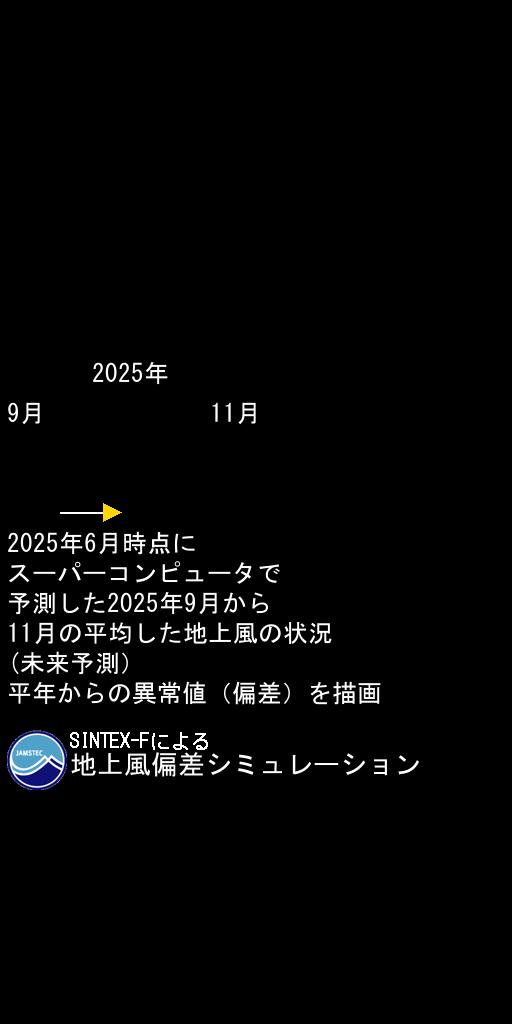 2025年
9月 11月
2025年6月時点に
スーパーコンピュータで
予測した2025年9月から
11月の平均した地上風の状況
(未来予測)
平年からの異常値（偏差）を描画
JAMSTEC
SINTEX-Fによる
地上風偏差シミュレーション